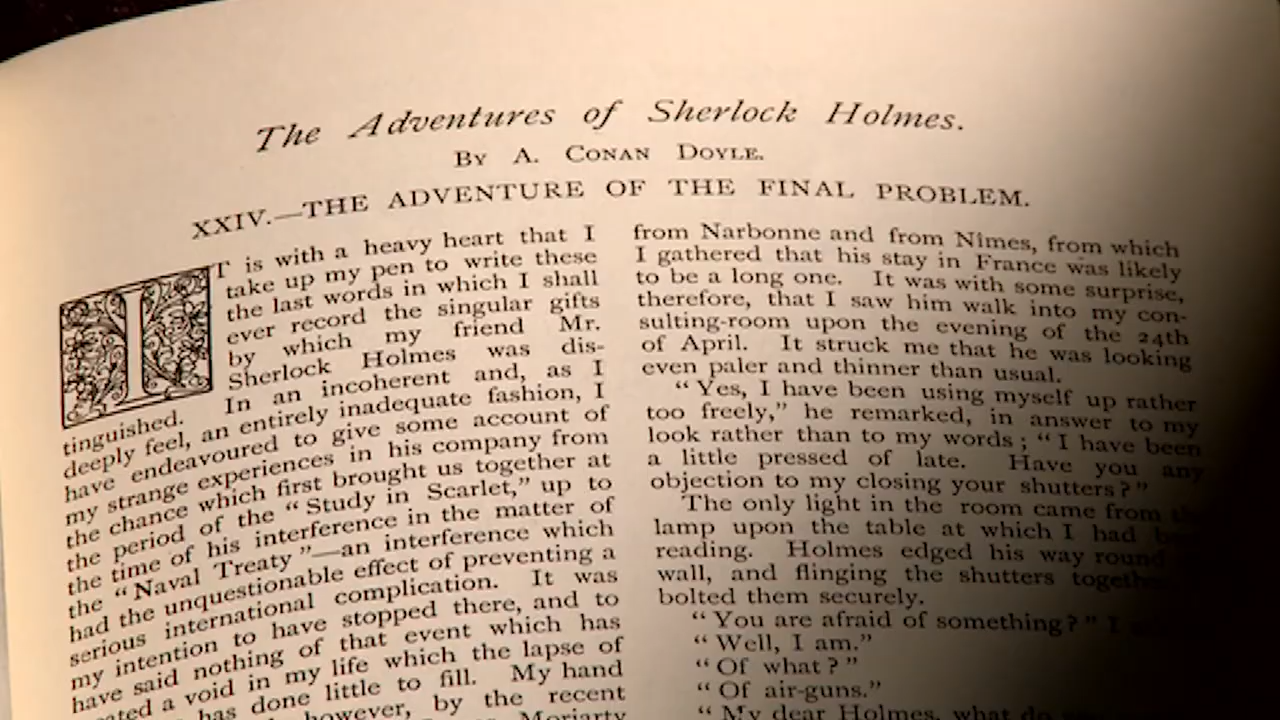 The Adventures of Sherlock Holmes.
BY A. CONAN DOYLE.
XXIV.—THE ADVENTURE OF THE FINAL PROBLEM.
IT is with a heavy heart that I
take up my pen to write these
the last words in which I shall
ever record the singular gifts
by which my friend Mr.
Sherlock Holmes was dis-
tinguished. In an incoherent and, as I
deeply feel, an entirely inadequate fashion, I
have endeavoured to give some account of
my strange experiences in his company from
the chance which first brought us together at
the period of the “Study in Scarlet,” up to
the time of his interference in the matter of
the “Naval Treaty”—an interference which
had the unquestionable effect of preventing a
serious international complication. It was
my intention to have stopped there, and to
have said nothing of that event which has
a void in my life which the lapse of
has done little to fill. My hand
however, by the recent
Moriarty
from Narbonne and from Nîmes, from which
I gathered that his stay in France was likely
to be a long one. It was with some surprise,
therefore, that I saw him walk into my con-
sulting-room upon the evening of the 24th
of April. It struck me that he was looking
even paler and thinner than usual.
“Yes, I have been using myself up rather
too freely,” he remarked, in answer to my
look rather than to my words; “I have been
a little pressed of late. Have you any
objection to my closing your shutters?”
The only light in the room came from
lamp upon the table at which I had
reading. Holmes edged his way round
wall, and flinging the shutters together
bolted them securely.
“You are afraid of something?” I
“Well, I am.”
“Of what?”
“Of air-guns.”
“My dear Holmes, what do